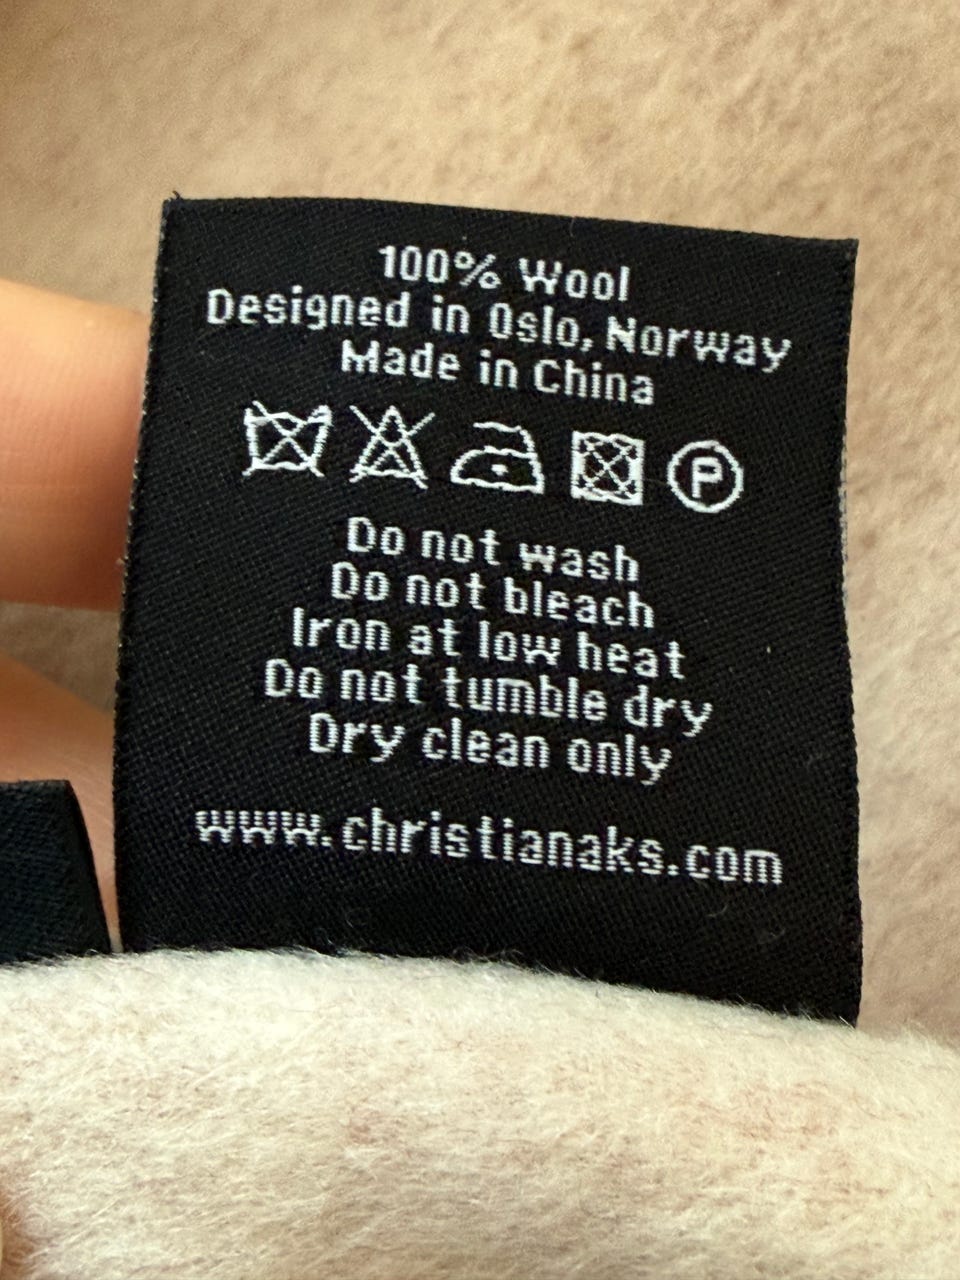 100% Wool
Designed in Oslo, Norway
Made in China
P
Do not wash
Do not bleach
Iron at low heat
Do not tumble dry
Dry clean only
www.christianaks.com